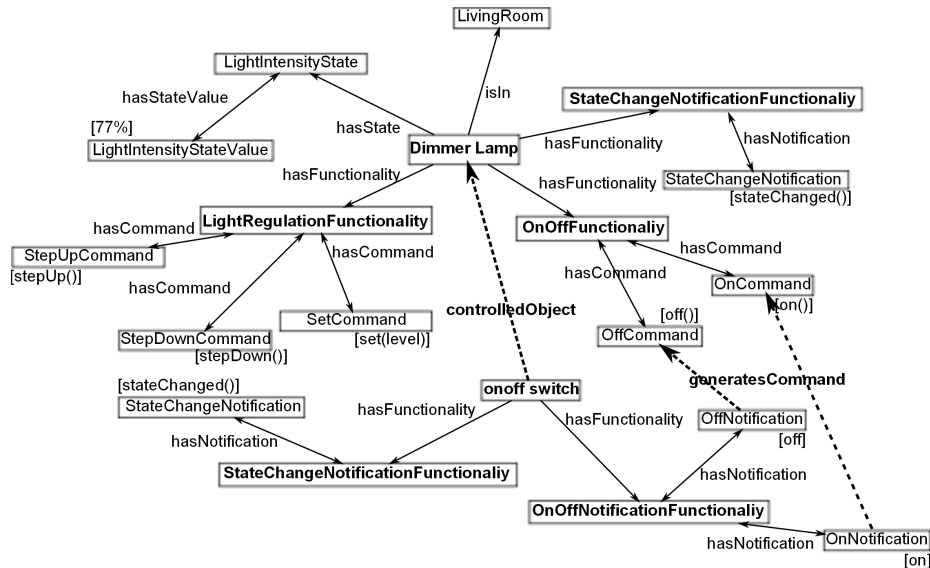 LivingRoom
LightIntensityState
hasStateValue
isIn
StateChangeNotificationFunctionaliy
[77%]
LightIntensityStateValue
hasState
Dimmer Lamp
hasFunctionality
hasNotification
hasFunctionality
hasFunctionality
StateChangeNotification
[stateChanged()]
LightRegulationFunctionality
OnOffFunctionaliy
hasCommand
StepUpCommand
[stepUp()]
hasCommand
hasCommand
hasCommand
hasCommand
OnCommand
[on()]
controlledObject
SetCommand
[set(level)]
[off()]
OffCommand
StepDownCommand
[stepDown()]
[stateChanged()]
StateChangeNotification
onoff switch
generatesCommand
hasFunctionality
hasFunctionality
OffNotification
[off]
hasNotification
StateChangeNotificationFunctionaliy
hasNotification
OnOffNotificationFunctionaliy
hasNotification
OnNotification
[on]